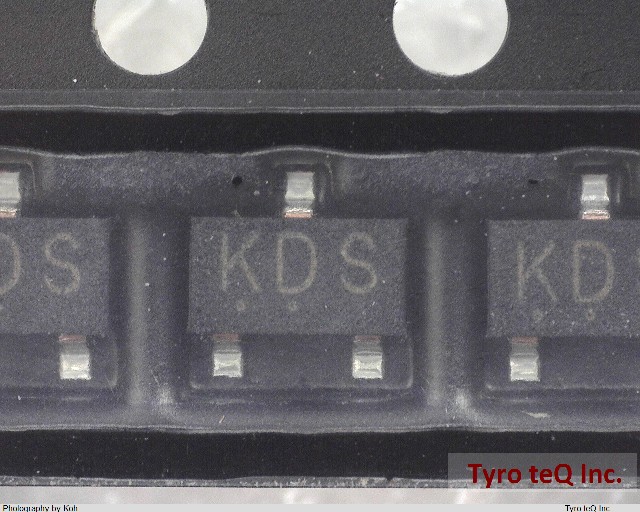 DS
KDS
KD
Tyro teQ Inc.
Photography by Koh
Tyro teQ Inc